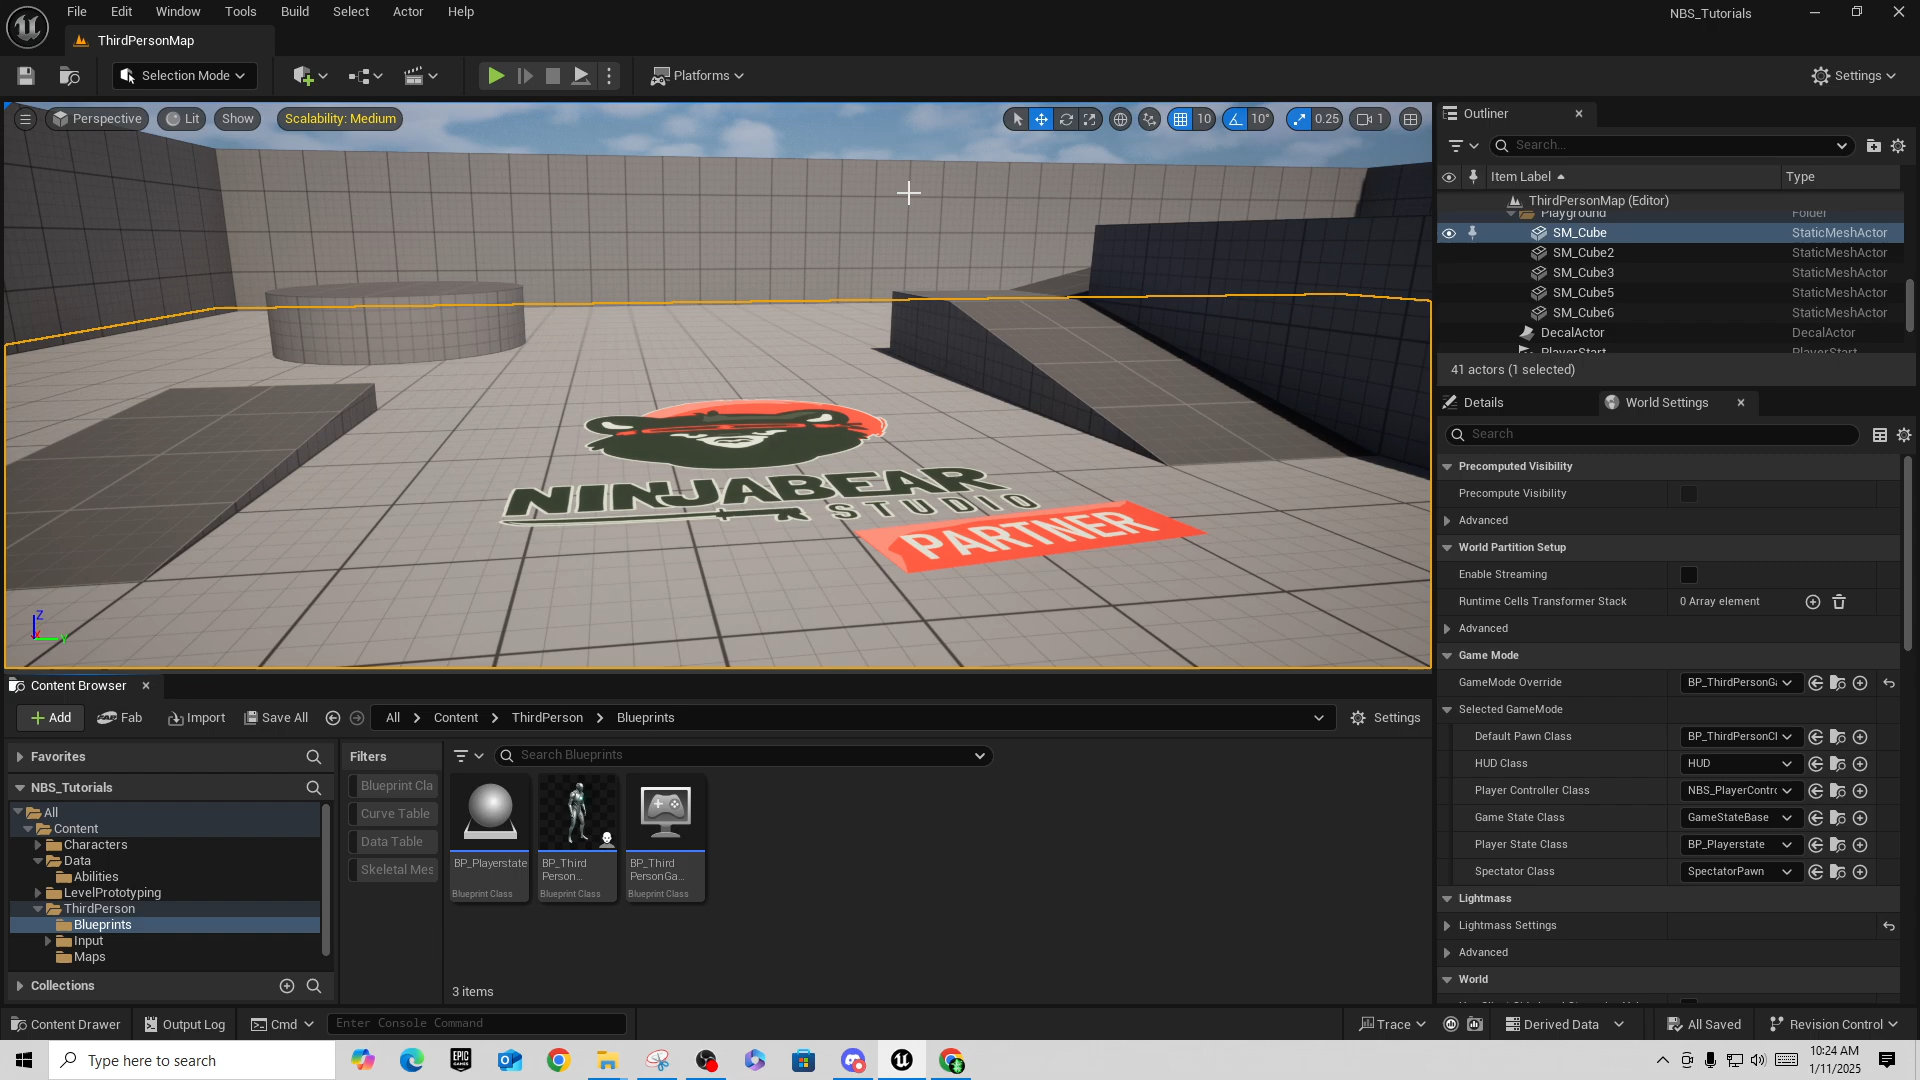 File Edit Window Tools Build Select Actor Help
NBS_Tutorials
ThirdPersonMap
Selection Mode
Platforms
Settings
Perspective Lit Show Scalability: Medium
10 10° 0.25 1
NINJABEAR
STUDIO
PARTNER
Z
Y
Outliner
Search...
Item Label Type
ThirdPersonMap (Editor)
Playground Folder
SM_Cube StaticMeshActor
SM_Cube2 StaticMeshActor
SM_Cube3 StaticMeshActor
SM_Cube5 StaticMeshActor
SM_Cube6 StaticMeshActor
DecalActor DecalActor
PlayerStart PlayerStart
41 actors (1 selected)
Details World Settings
Search
Precomputed Visibility
Precompute Visibility
Advanced
World Partition Setup
Enable Streaming
Runtime Cells Transformer Stack 0 Array element
Advanced
Game Mode
GameMode Override BP_ThirdPersonGa
Selected GameMode
Default Pawn Class BP_ThirdPersonCl
HUD Class HUD
Player Controller Class NBS_PlayerContro
Game State Class GameStateBase
Player State Class BP_Playerstate
Spectator Class SpectatorPawn
Lightmass
Lightmass Settings
Advanced
World
Content Browser
Add Fab Import Save All All Content ThirdPerson Blueprints Settings
Favorites
NBS_Tutorials
All
Content
Characters
Data
Abilities
LevelPrototyping
ThirdPerson
Blueprints
Input
Maps
Collections
Filters
Blueprint Cla
Curve Table
Data Table
Skeletal Mes
Search Blueprints
BP_Playerstate
Blueprint Class
BP_Third
Person...
Blueprint Class
BP_Third
PersonGa...
Blueprint Class
3 items
Content Drawer Output Log Cmd Enter Console Command Trace Derived Data All Saved Revision Control
Type here to search
EPIC
GAMES
10:24 AM
1/11/2025